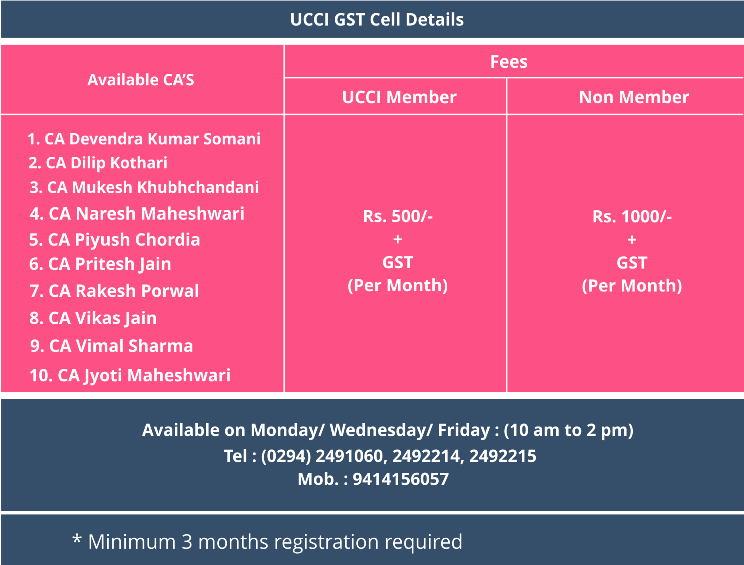 UCCI GST Cell Details
Available CA'S
Fees
UCCI Member
Non Member
1. CA Devendra Kumar Somani
2. CA Dilip Kothari
3. CA Mukesh Khubhchandani
4. CA Naresh Maheshwari
5. CA Piyush Chordia
6. CA Pritesh Jain
7. CA Rakesh Porwal
8. CA Vikas Jain
9. CA Vimal Sharma
10. CA Jyoti Maheshwari
Rs. 500/-
+
GST
(Per Month)
Rs. 1000/-
+
GST
(Per Month)
Available on Monday/ Wednesday/ Friday : (10 am to 2 pm)
Tel : (0294) 2491060, 2492214, 2492215
Mob. : 9414156057
* Minimum 3 months registration required